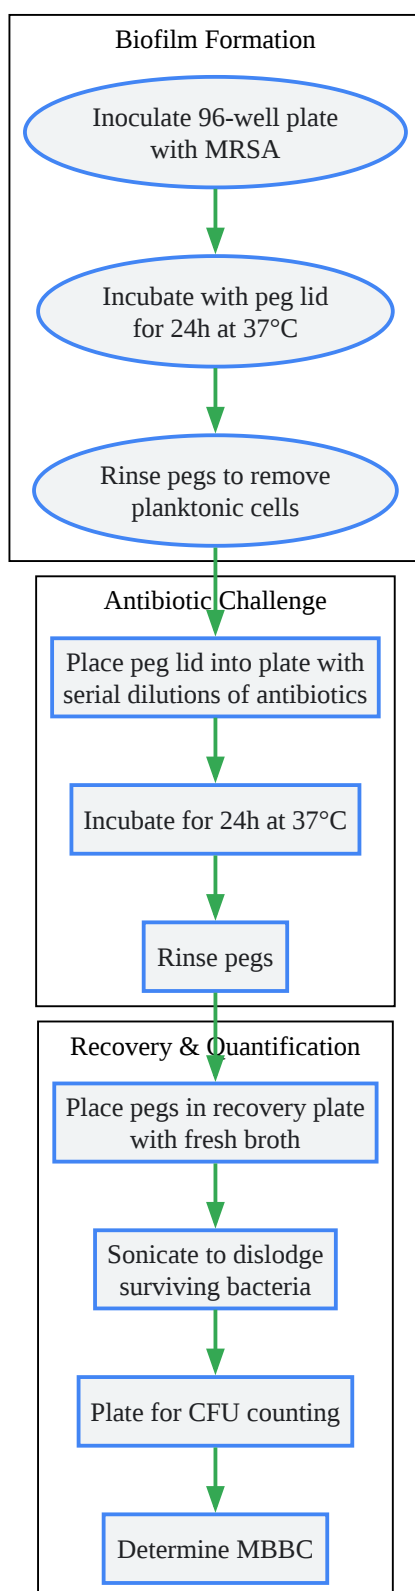 Biofilm Formation
Inoculate 96-well plate
with MRSA
Incubate with peg lid
for 24h at 37°C
Rinse pegs to remove
planktonic cells
Antibiotic Challenge
Place peg lid into plate with
serial dilutions of antibiotics
Incubate for 24h at 37°C
Rinse pegs
Recovery & Quantification
Place pegs in recovery plate
with fresh broth
Sonicate to dislodge
surviving bacteria
Plate for CFU counting
Determine MBBC